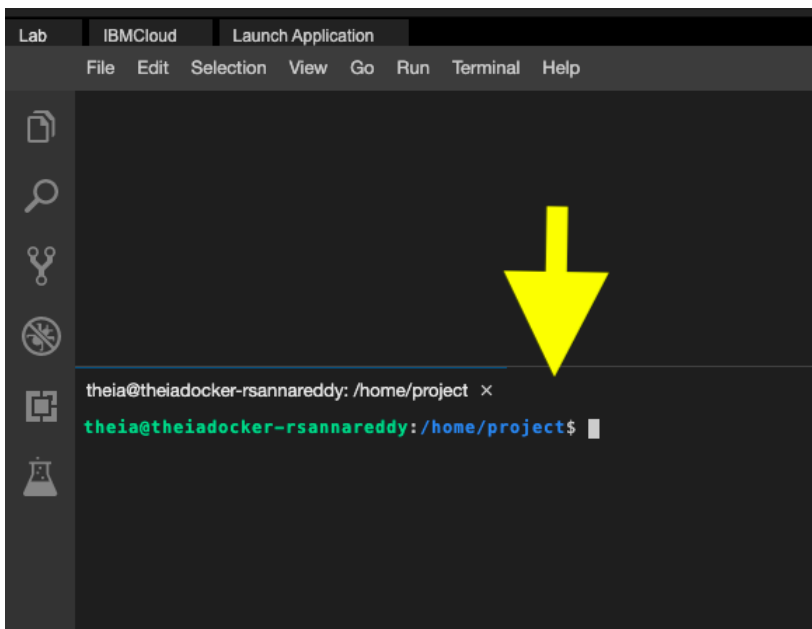 Lab IBMCloud Launch Application
File Edit Selection View Go Run Terminal Help
theia@theiadocker-rsannareddy: /home/project ×
theia@theiadocker-rsannareddy:/home/project$